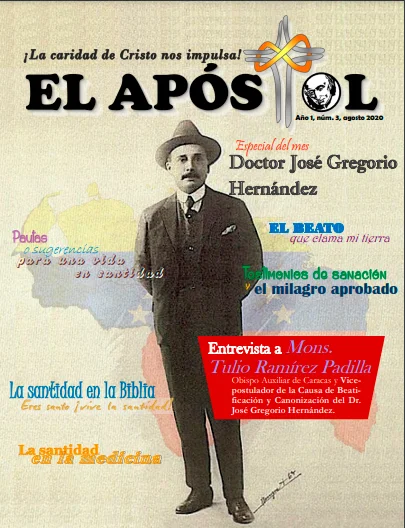 ¡La caridad de Cristo nos impulsa!
EL APÓSTOL
Año 1, núm. 3, agosto 2020
Especial del mes
Doctor José Gregorio
Hernández
EL BEATO
que clama mi tierra
Pautas
o sugerencias
para una vida
en santidad
Testimonios de sanación
y el milagro aprobado
Entrevista a Mons.
Tulio Ramírez Padilla
Obispo Auxiliar de Caracas y Vice-
postulador de la Causa de Beati-
ficación y Canonización del Dr.
José Gregorio Hernández.
La santidad en la Biblia
Eres santo ¡vive la santidad!
La santidad
en la medicina